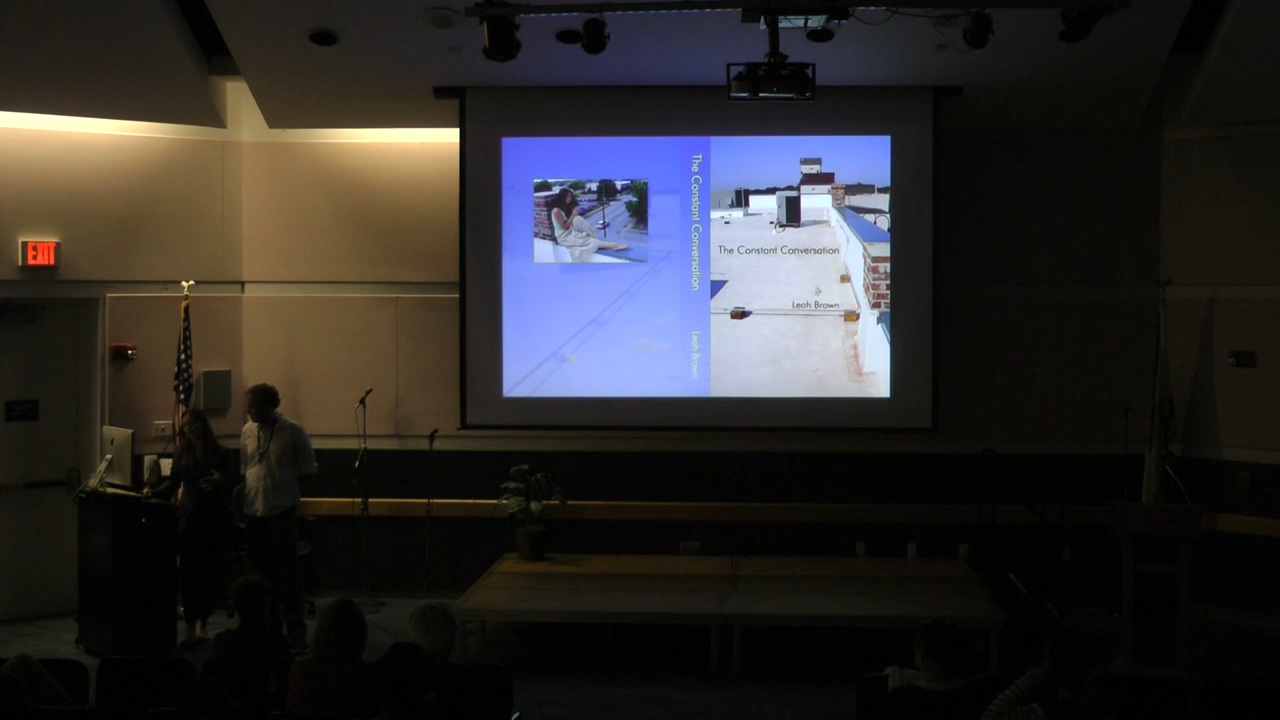 EXIT
The Constant Conversation
Leah Brown
The Constant Conversation
Leah Brown